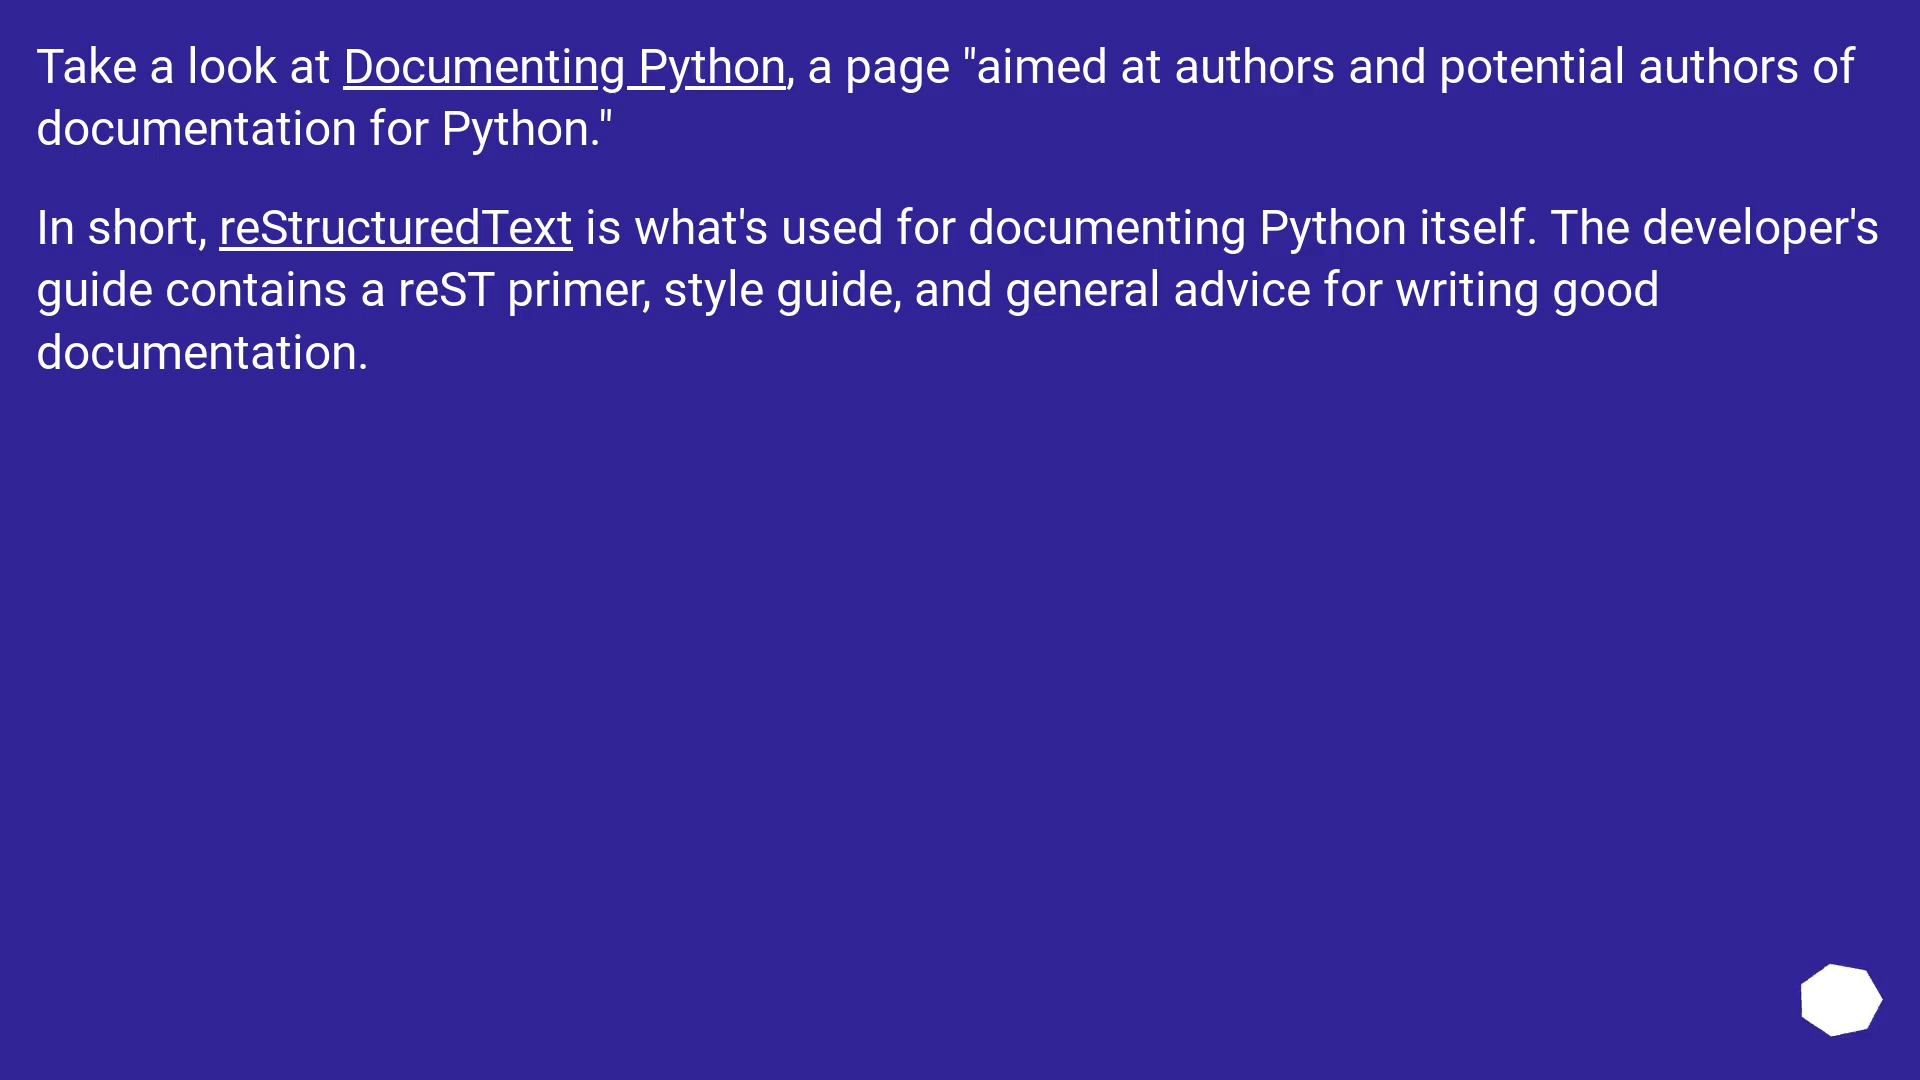 Take a look at Documenting Python, a page "aimed at authors and potential authors of
documentation for Python."
In short, reStructuredText is what's used for documenting Python itself. The developer's
guide contains a reST primer, style guide, and general advice for writing good
documentation.